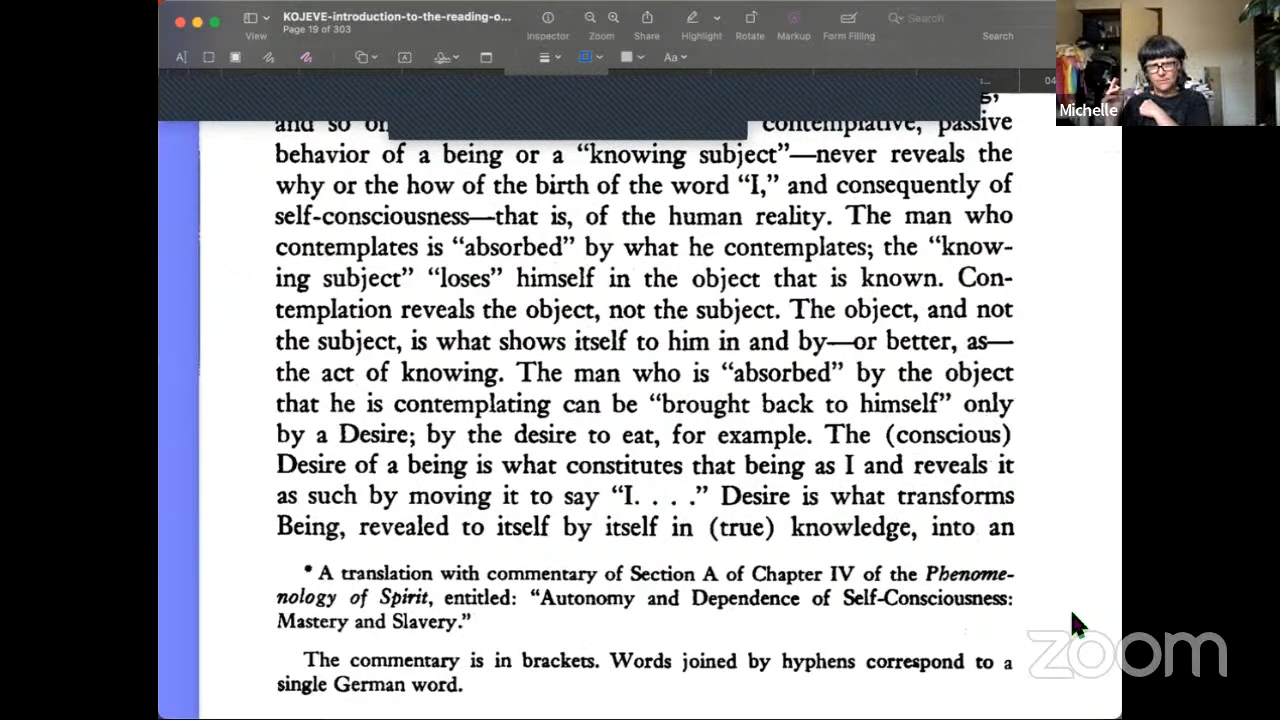 KOJEVE-introduction-to-the-reading-o...
Page 19 of 303
View
Inspector
Zoom
Share
Highlight
Rotate
Markup
Form Filling
Search
Search
Aa
04
Michelle
and so on contemplative, passive
behavior of a being or a “knowing subject”—never reveals the
why or the how of the birth of the word “I,” and consequently of
self-consciousness—that is, of the human reality. The man who
contemplates is “absorbed” by what he contemplates; the “know-
ing subject” “loses” himself in the object that is known. Con-
templation reveals the object, not the subject. The object, and not
the subject, is what shows itself to him in and by—or better, as—
the act of knowing. The man who is “absorbed” by the object
that he is contemplating can be “brought back to himself” only
by a Desire; by the desire to eat, for example. The (conscious)
Desire of a being is what constitutes that being as I and reveals it
as such by moving it to say “I. . . .” Desire is what transforms
Being, revealed to itself by itself in (true) knowledge, into an
* A translation with commentary of Section A of Chapter IV of the Phenome-
nology of Spirit, entitled: “Autonomy and Dependence of Self-Consciousness:
Mastery and Slavery.”
The commentary is in brackets. Words joined by hyphens correspond to a
single German word.
zoom